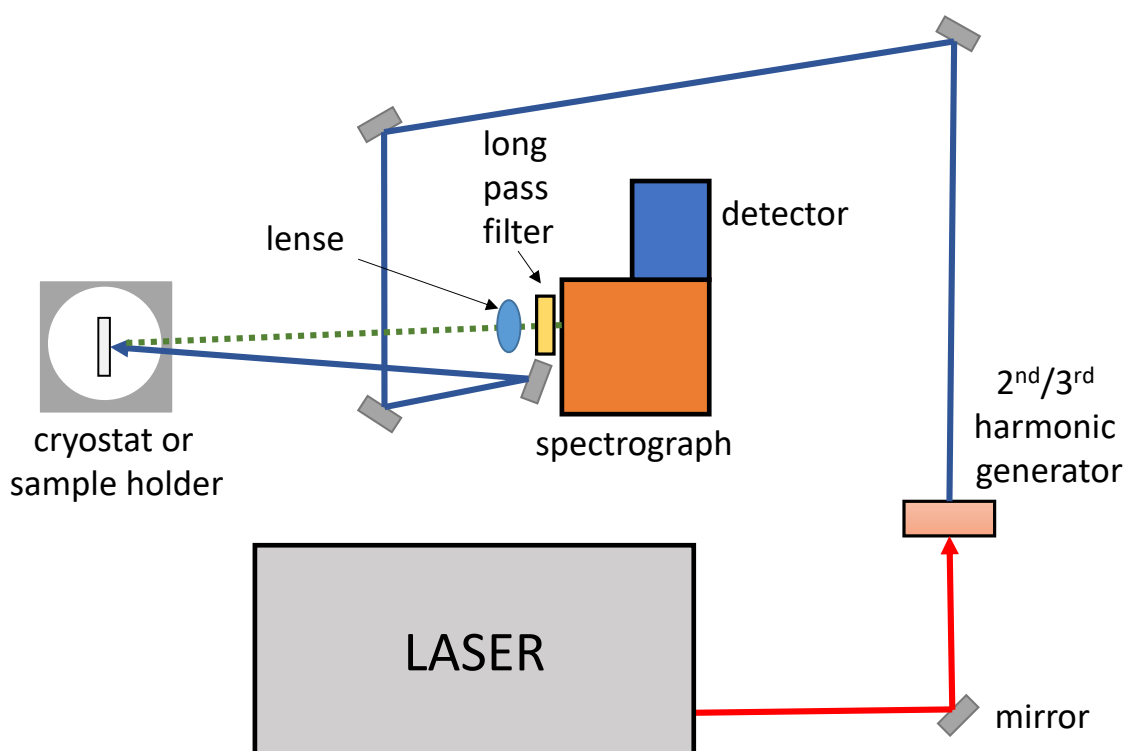 long
pass
filter
detector
lense
2nd/3rd
harmonic
generator
cryostat or
sample holder
spectrograph
LASER
mirror